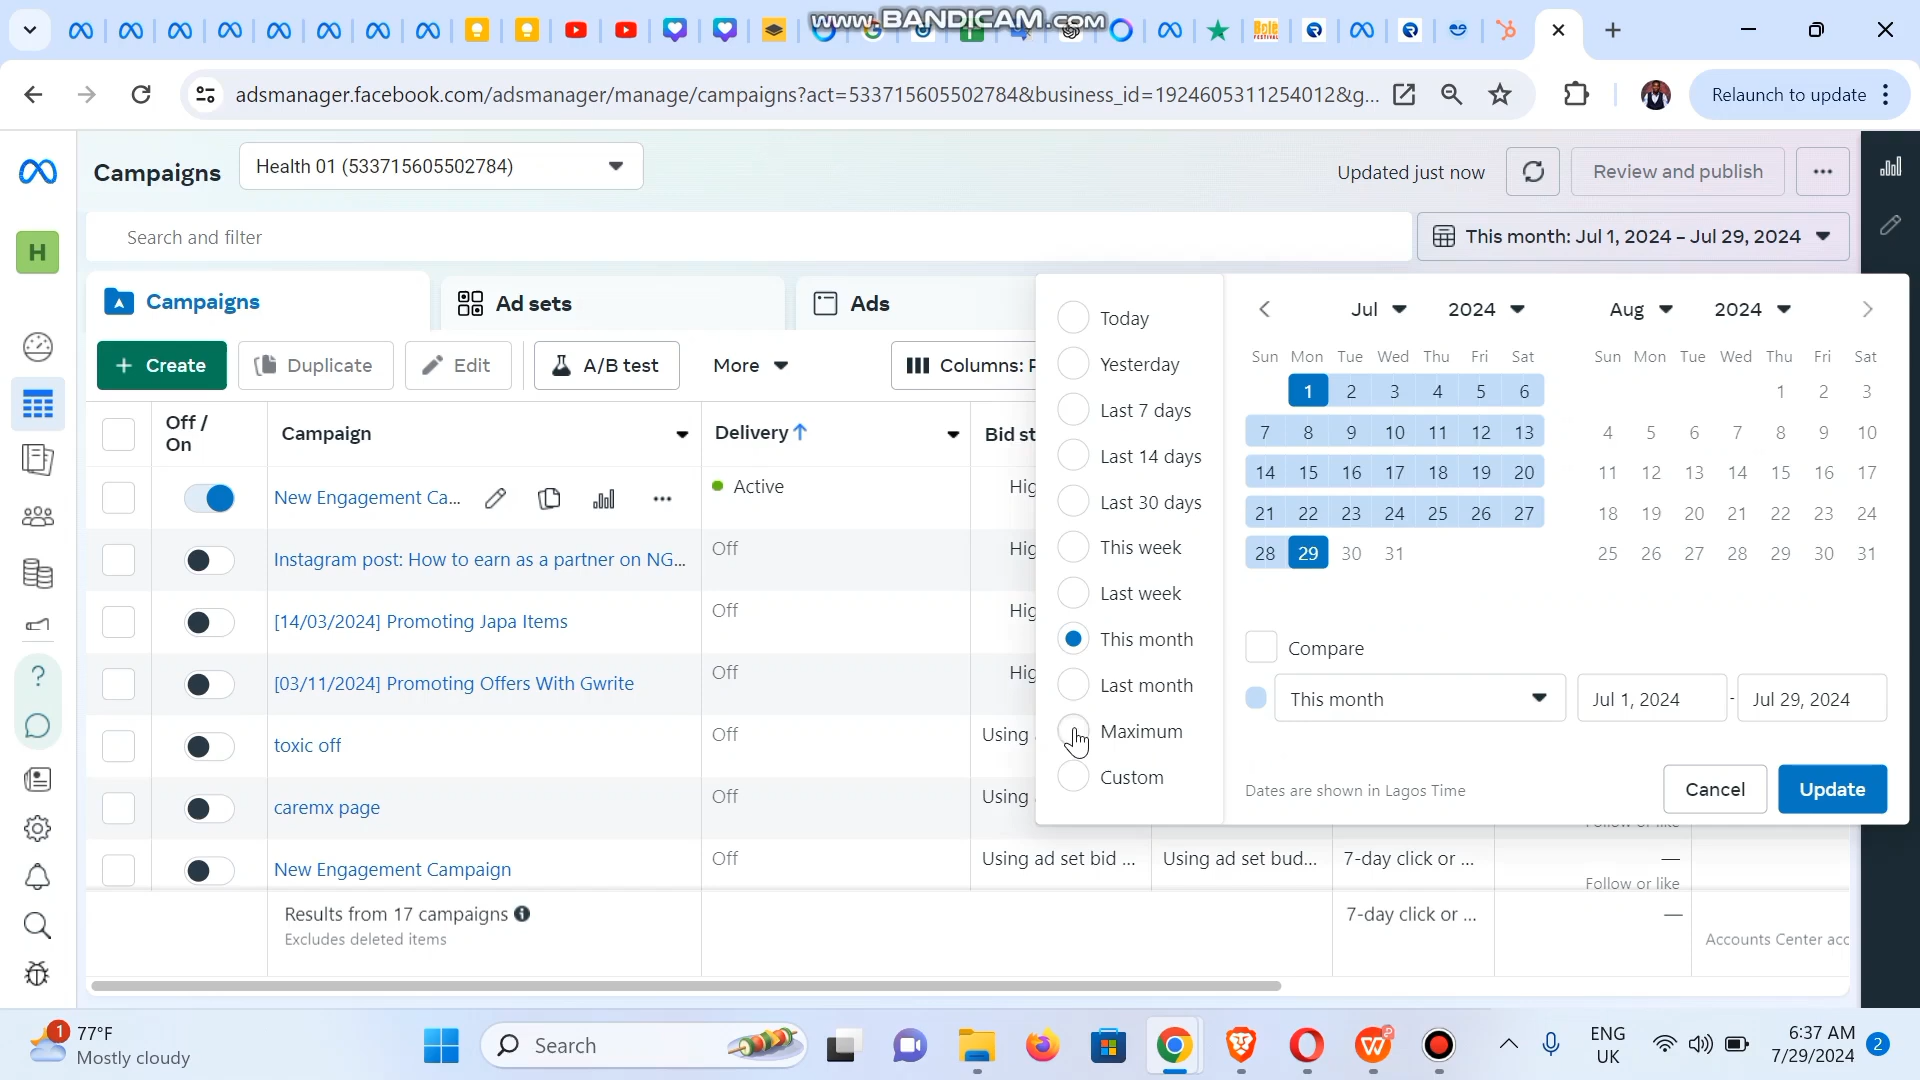 www.BANDICAM.com
adsmanager.facebook.com/adsmanager/manage/campaigns?act=533715605502784&business_id=1924605311254012&g...
Relaunch to update
Campaigns
Health 01 (533715605502784)
Updated just now
Review and publish
H
Search and filter
This month: Jul 1, 2024 – Jul 29, 2024
Campaigns
Ad sets
Ads
+ Create
Duplicate
Edit
A/B test
More
Columns: P
Off / On
Campaign
Delivery
Bid st
New Engagement Ca...
Active
Hig
Instagram post: How to earn as a partner on NG...
Off
Hig
[14/03/2024] Promoting Japa Items
Off
Hig
[03/11/2024] Promoting Offers With Gwrite
Off
Hig
toxic off
Off
Using
caremx page
Off
Using
New Engagement Campaign
Off
Using ad set bid ...
Using ad set bud...
7-day click or ...
—
Follow or like
Results from 17 campaigns
Excludes deleted items
7-day click or ...
—
Accounts Center acc
Today
Yesterday
Last 7 days
Last 14 days
Last 30 days
This week
Last week
This month
Last month
Maximum
Custom
Jul 2024
Sun Mon Tue Wed Thu Fri Sat
1 2 3 4 5 6
7 8 9 10 11 12 13
14 15 16 17 18 19 20
21 22 23 24 25 26 27
28 29 30 31
Aug 2024
Sun Mon Tue Wed Thu Fri Sat
1 2 3
4 5 6 7 8 9 10
11 12 13 14 15 16 17
18 19 20 21 22 23 24
25 26 27 28 29 30 31
Compare
This month
Jul 1, 2024 - Jul 29, 2024
Dates are shown in Lagos Time
Cancel
Update
1
77°F
Mostly cloudy
Search
ENG
UK
6:37 AM
7/29/2024
2